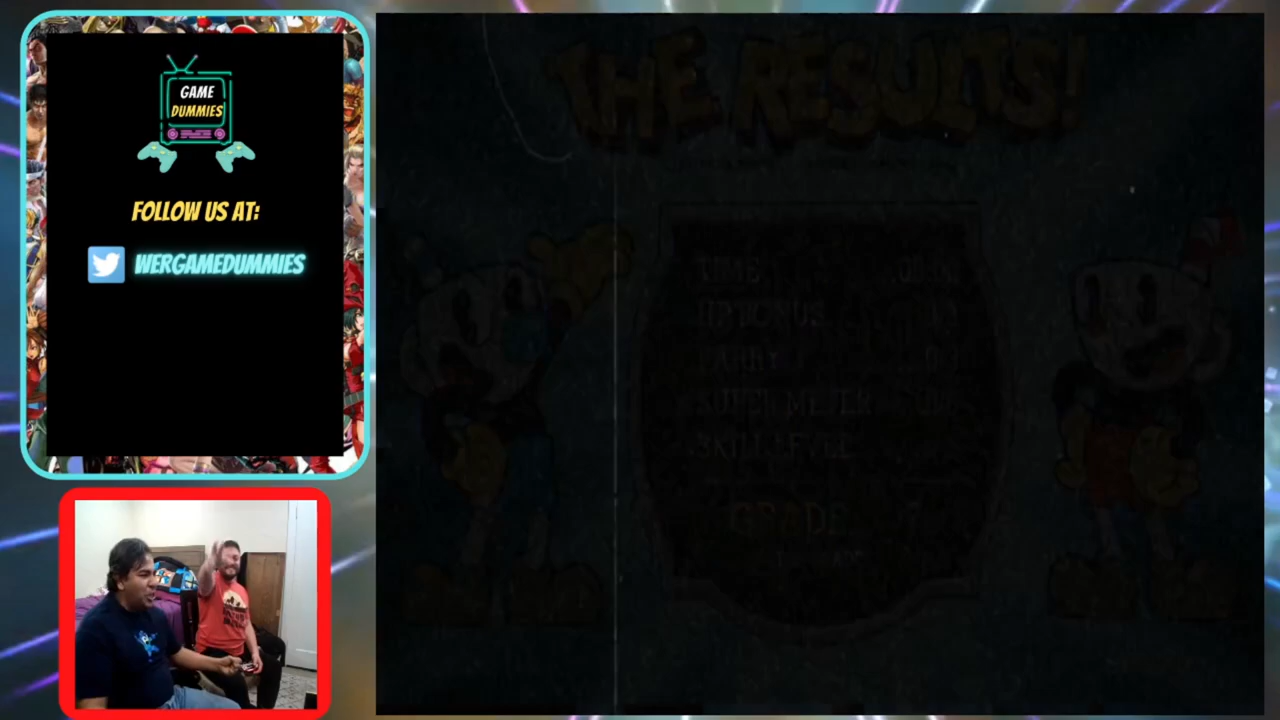 GAME
DUMMIES
FOLLOW US AT:
WERGAMEDUMMIES
THE RESULTS!
TIME
HP BONUS
PARRY
SUPER METER
SKILL LEVEL
GRADE